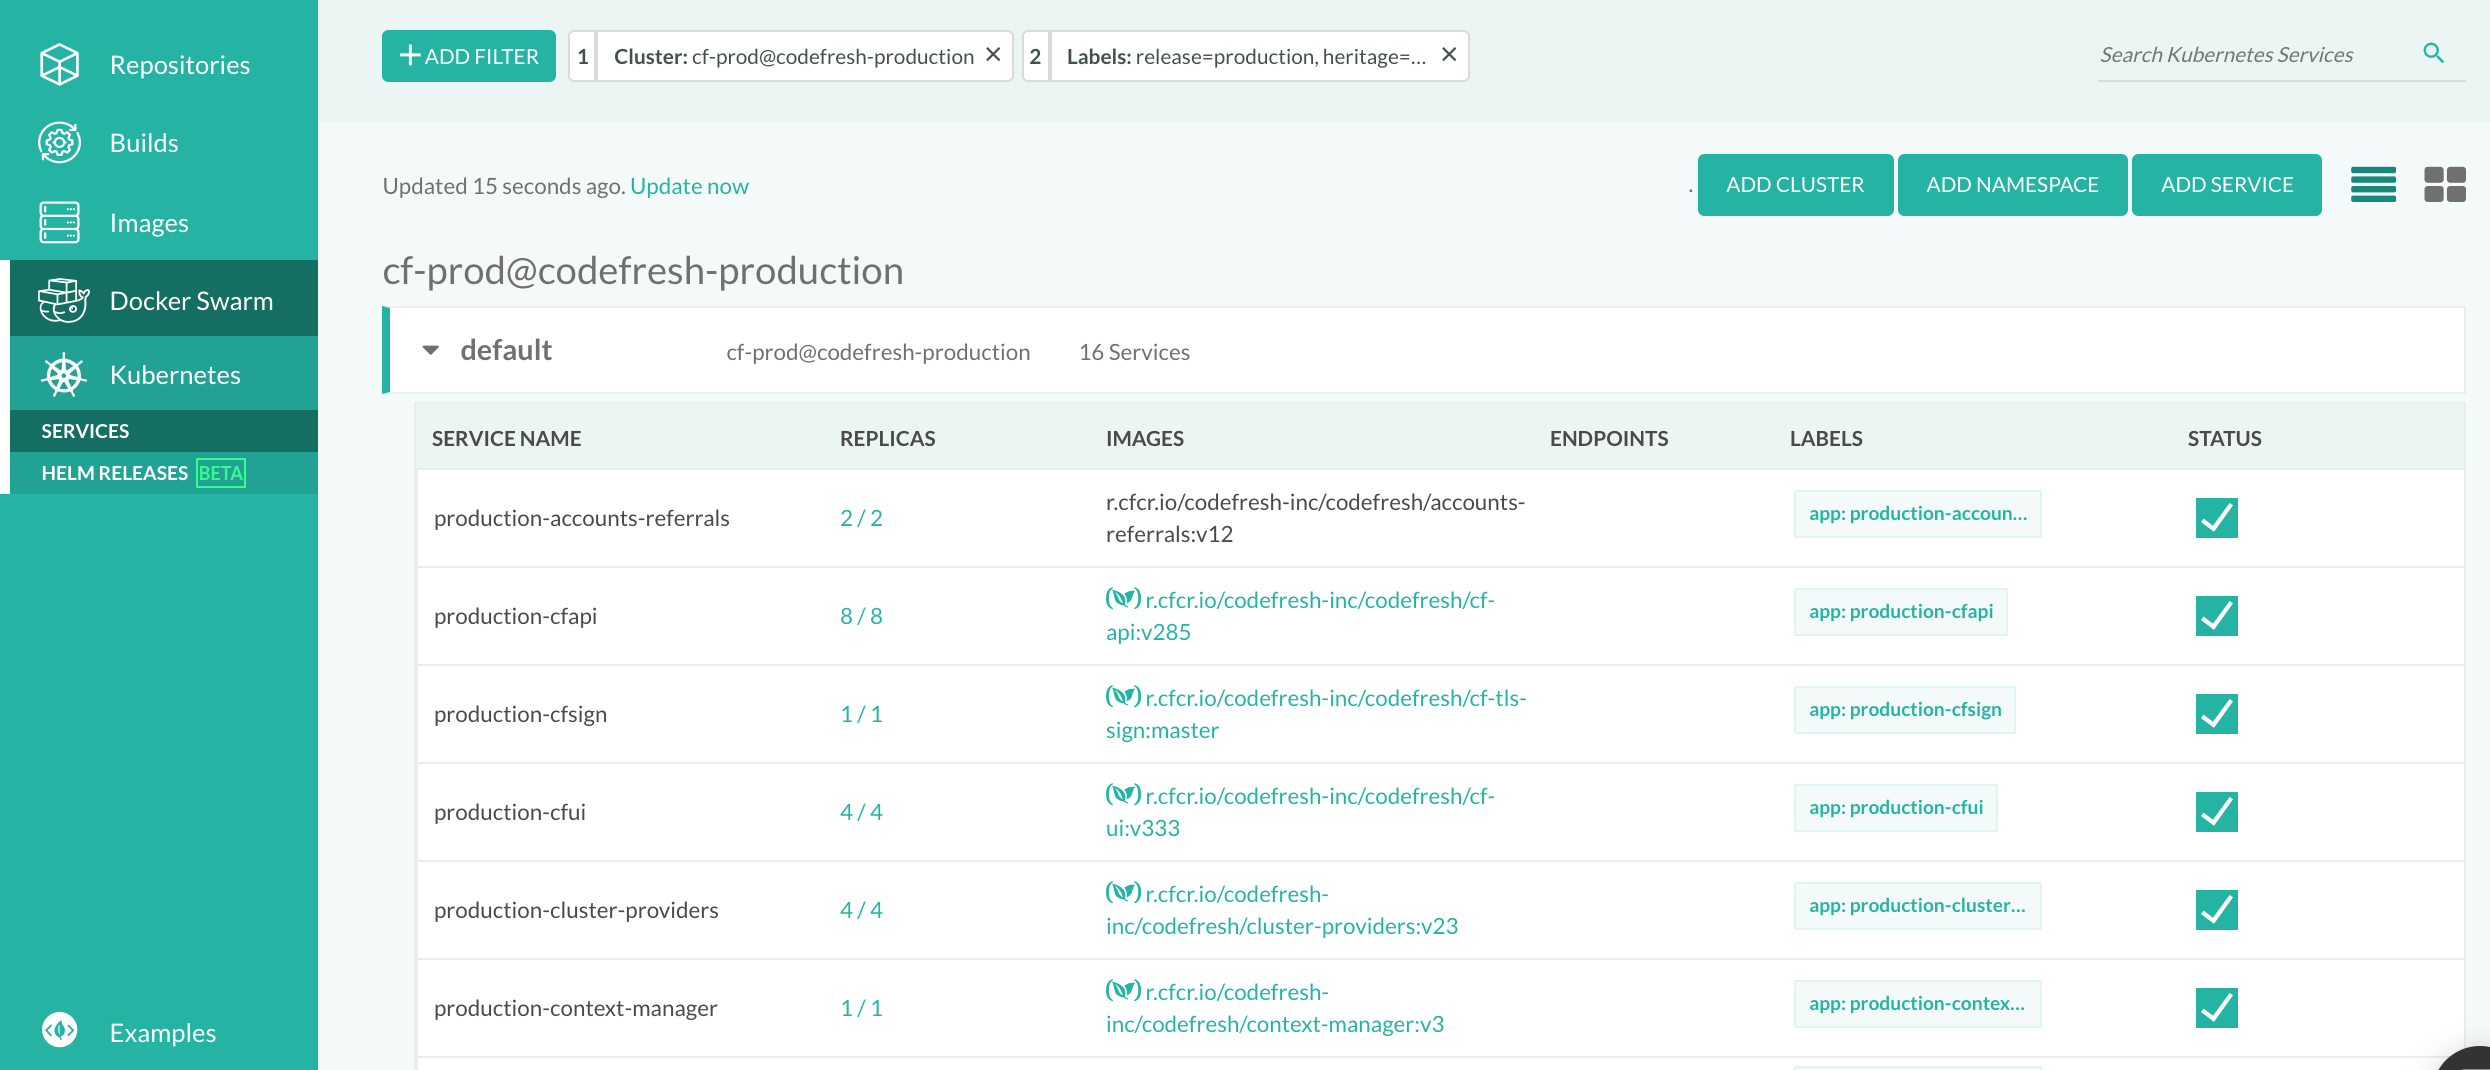 Repositories
Builds
Images
Docker Swarm
Kubernetes
SERVICES
HELM RELEASES BETA
Examples
ADD FILTER
1 Cluster: cf-prod@codefresh-production
2 Labels: release=production, heritage=...
Search Kubernetes Services
Updated 15 seconds ago. Update now
. ADD CLUSTER ADD NAMESPACE ADD SERVICE
cf-prod@codefresh-production
default cf-prod@codefresh-production 16 Services
SERVICE NAME REPLICAS IMAGES ENDPOINTS LABELS STATUS
production-accounts-referrals 2 / 2 r.cfcr.io/codefresh-inc/codefresh/accounts-
referrals:v12
app: production-accoun...
production-cfapi 8 / 8 r.cfcr.io/codefresh-inc/codefresh/cf-
api:v285
app: production-cfapi
production-cfsign 1 / 1 r.cfcr.io/codefresh-inc/codefresh/cf-tls-
sign:master
app: production-cfsign
production-cfui 4 / 4 r.cfcr.io/codefresh-inc/codefresh/cf-
ui:v333
app: production-cfui
production-cluster-providers 4 / 4 r.cfcr.io/codefresh-
inc/codefresh/cluster-providers:v23
app: production-cluster...
production-context-manager 1 / 1 r.cfcr.io/codefresh-
inc/codefresh/context-manager:v3
app: production-contex...